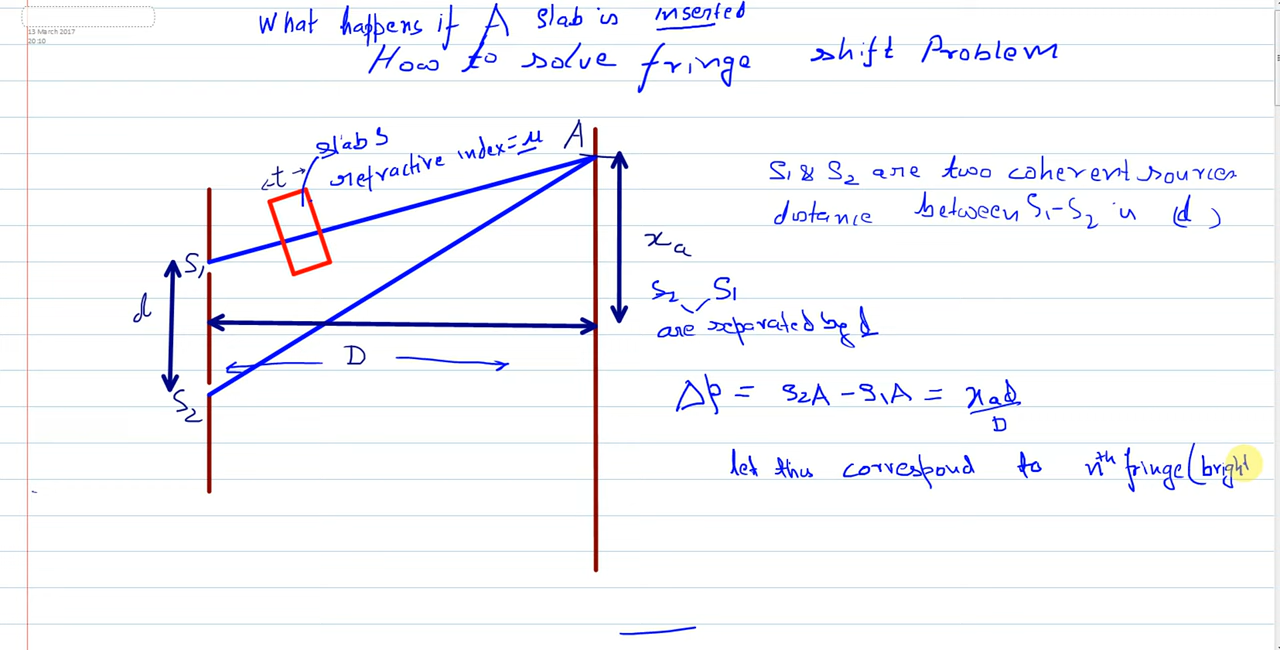 13 March 2017
20:10
What happens if A slab is inserted
How to solve fringe shift Problem
slab S
refractive index = μ
t
A
S₁ & S₂ are two coherent sources
distance between S₁-S₂ is (d)
xₐ
S₁
d
S₂ S₁
are separated by d
D
S₂
Δp = S₂A - S₁A = xₐd/D
let this correspond to nᵗʰ fringe (bright